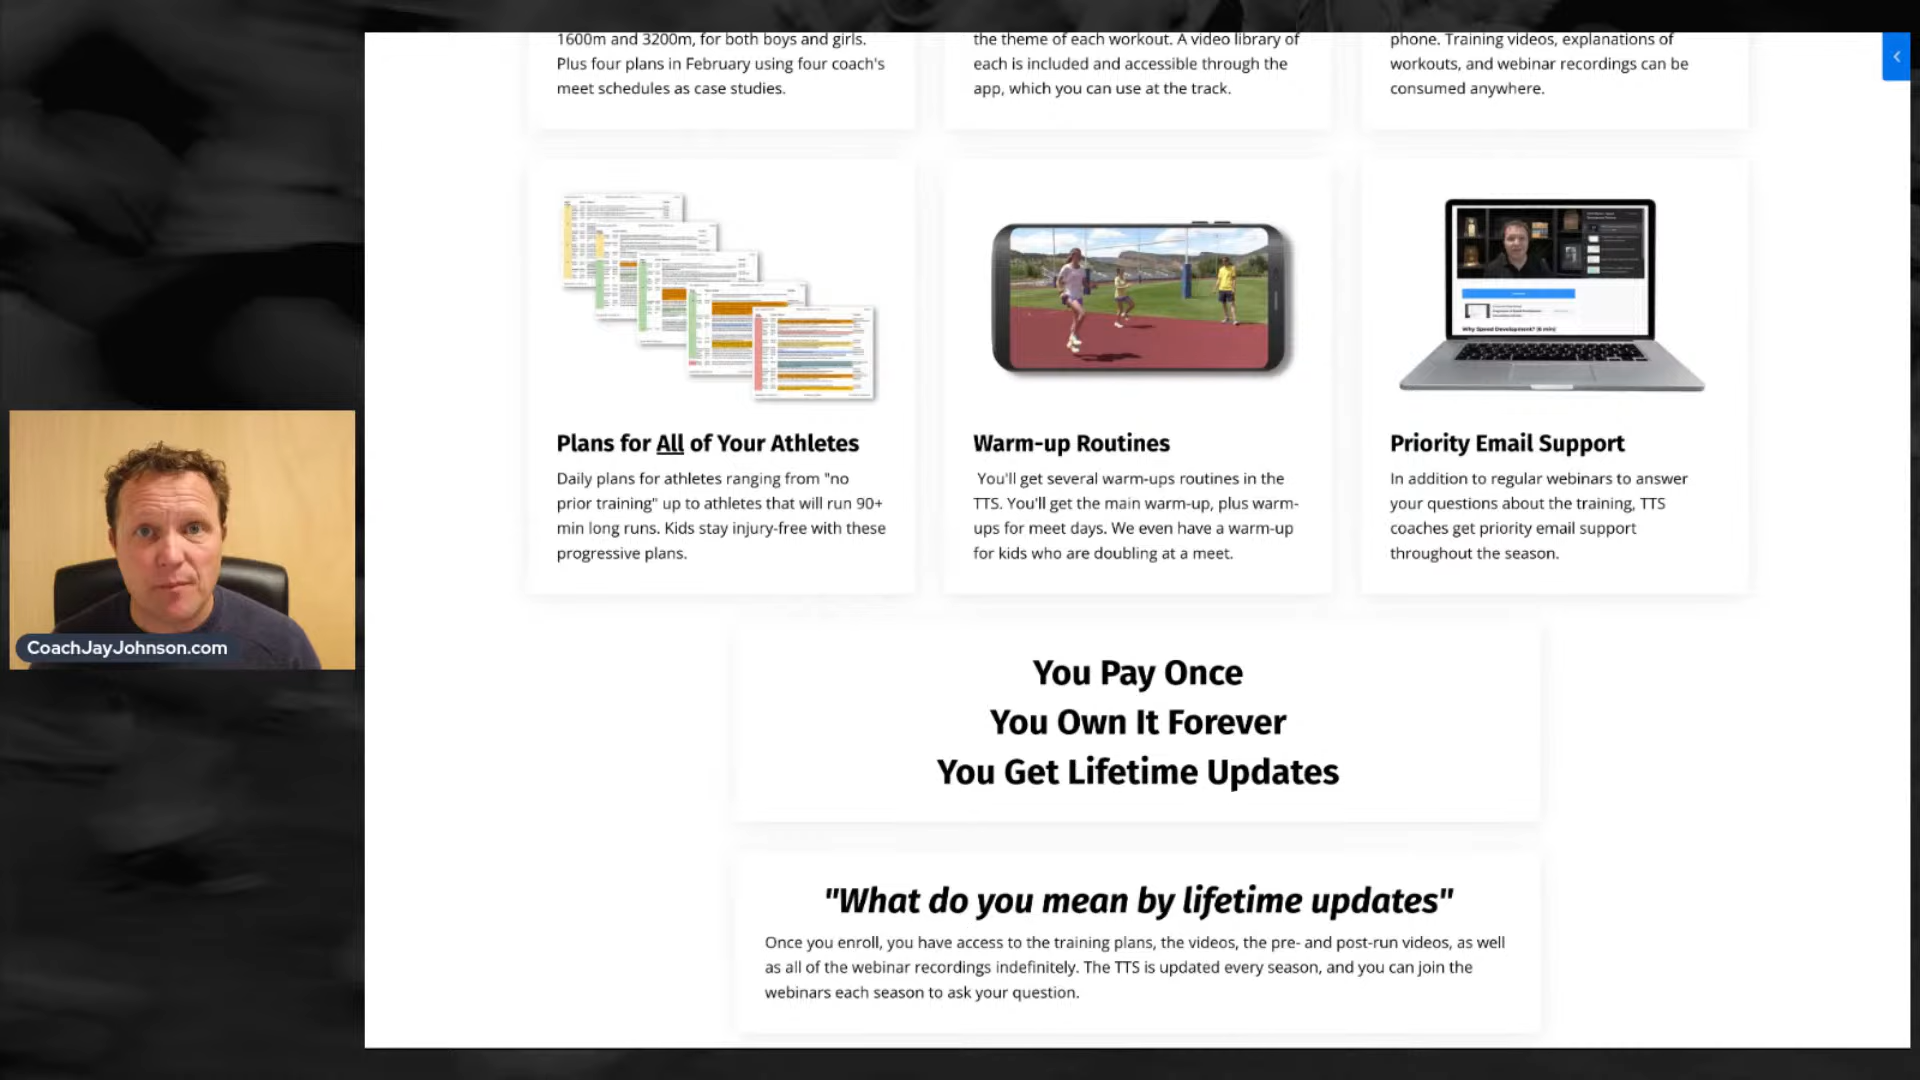 1600m and 3200m, for both boys and girls.
Plus four plans in February using four coach's
meet schedules as case studies.
the theme of each workout. A video library of
each is included and accessible through the
app, which you can use at the track.
phone. Training videos, explanations of
workouts, and webinar recordings can be
consumed anywhere.
Plans for All of Your Athletes
Daily plans for athletes ranging from "no
prior training" up to athletes that will run 90+
min long runs. Kids stay injury-free with these
progressive plans.
Warm-up Routines
You'll get several warm-ups routines in the
TTS. You'll get the main warm-up, plus warm-
ups for meet days. We even have a warm-up
for kids who are doubling at a meet.
Why Speed Development? (6 min)
Priority Email Support
In addition to regular webinars to answer
your questions about the training, TTS
coaches get priority email support
throughout the season.
CoachJayJohnson.com
You Pay Once
You Own It Forever
You Get Lifetime Updates
"What do you mean by lifetime updates"
Once you enroll, you have access to the training plans, the videos, the pre- and post-run videos, as well
as all of the webinar recordings indefinitely. The TTS is updated every season, and you can join the
webinars each season to ask your question.